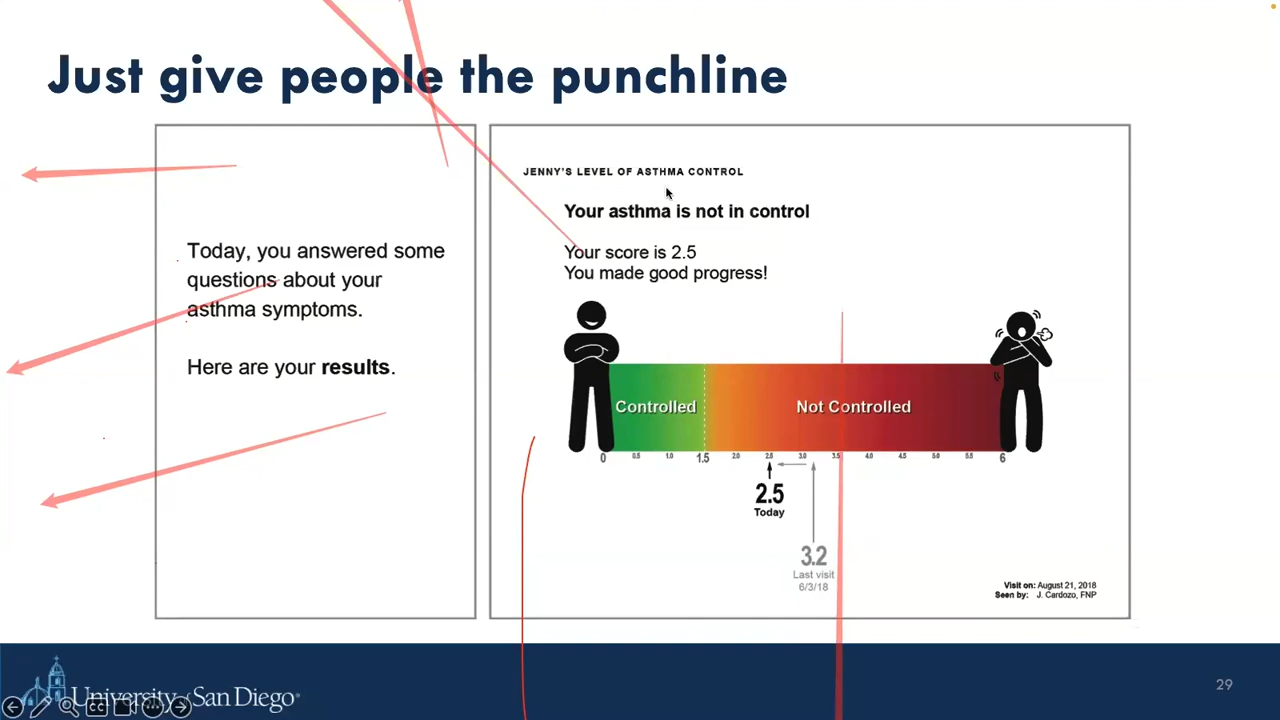 Just give people the punchline
Today, you answered some
questions about your
asthma symptoms.
Here are your results.
JENNY'S LEVEL OF ASTHMA CONTROL
Your asthma is not in control
Your score is 2.5
You made good progress!
Controlled
Not Controlled
0 0.5 1.0 1.5 2.0 2.5 3.0 3.5 4.0 4.5 5.0 5.5 6
2.5
Today
3.2
Last visit
6/3/18
Visit on: August 21, 2018
Seen by: J. Cardozo, FNP
University of San Diego®
29